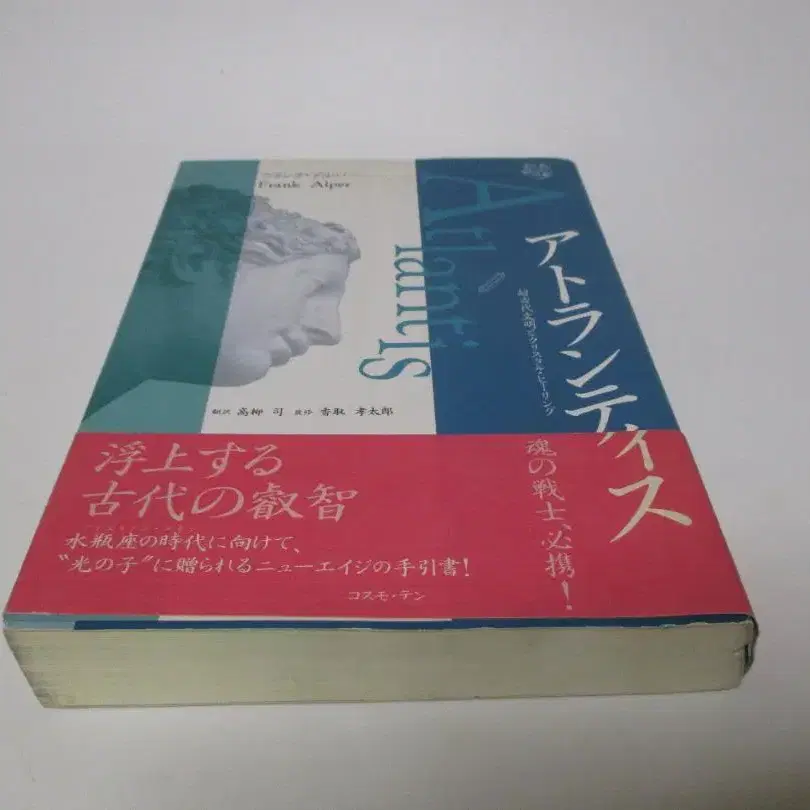 フランク・アルパー
Frank Alper
Atlantis
アトランティス
超古代文明とクリスタル・ヒーリング
翻訳 高柳 司 監修 香取 孝太郎
浮上する
古代の叡智
水瓶座の時代に向けて、
“光の子”に贈られるニューエイジの手引書!
魂の戦士、必携!
コスモ・テン